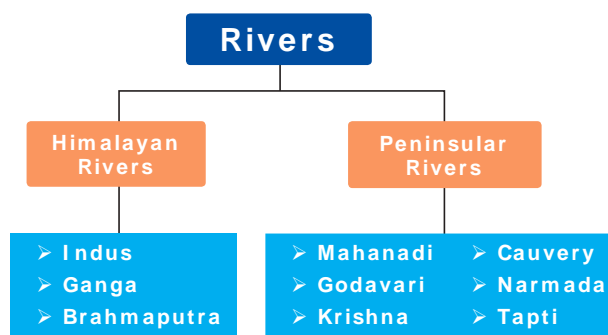 Rivers
Himalayan
Rivers
Peninsular
Rivers
➢ Indus
➢ Ganga
➢ Brahmaputra
➢ Mahanadi
➢ Godavari
➢ Krishna
➢ Cauvery
➢ Narmada
➢ Tapti